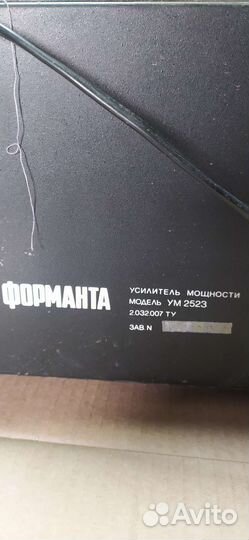 ФОРМАНТА
УСИЛИТЕЛЬ МОЩНОСТИ
МОДЕЛЬ УМ 2523
2.032.007 ТУ
ЗАВ. N
Avito